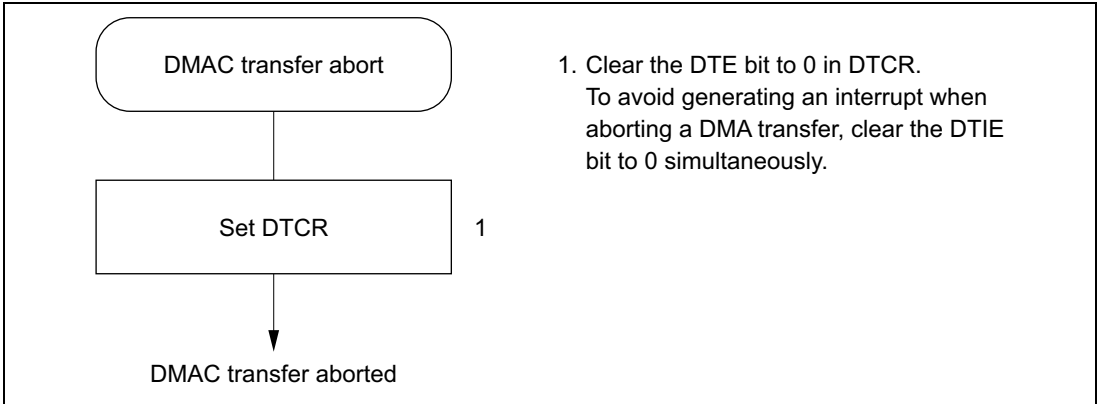 DMAC transfer abort
1. Clear the DTE bit to 0 in DTCR.
To avoid generating an interrupt when
aborting a DMA transfer, clear the DTIE
bit to 0 simultaneously.
Set DTCR
1
DMAC transfer aborted